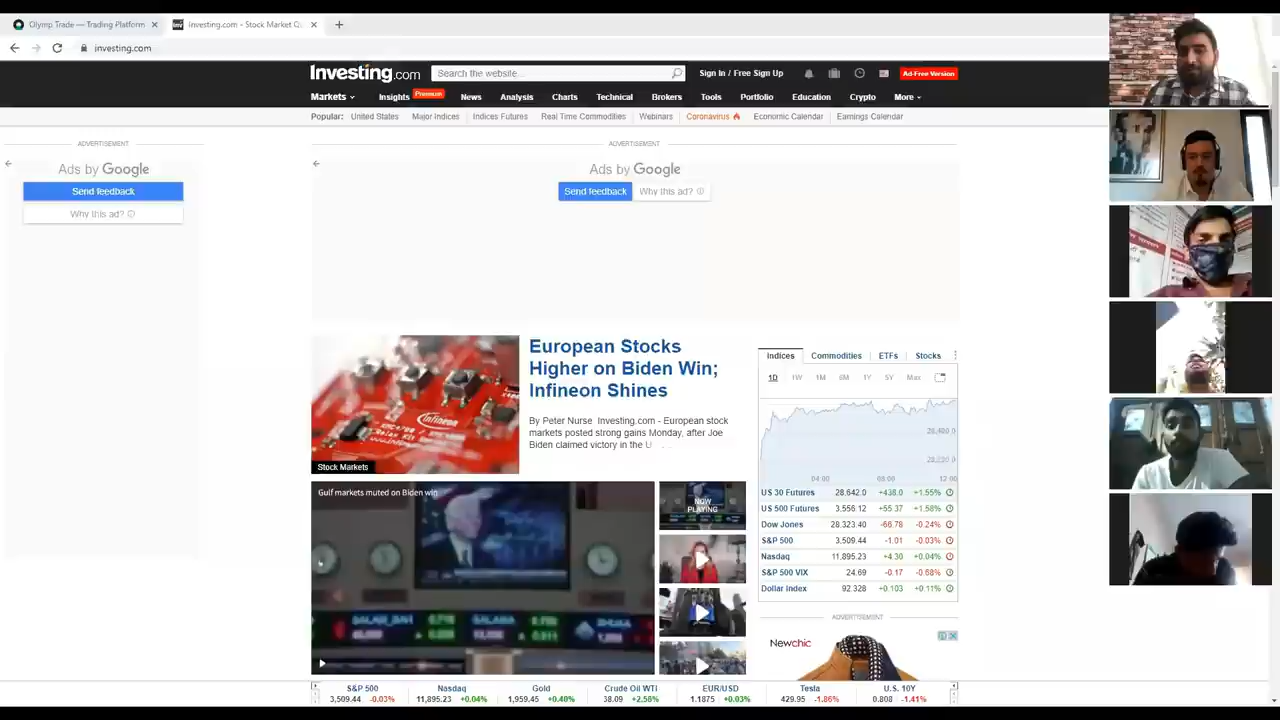 Olymp Trade — Trading Platform
Investing.com - Stock Market Q
investing.com
Investing.com
Search the website...
Sign In / Free Sign Up
Ad-Free Version
Markets
Insights
Premium
News
Analysis
Charts
Technical
Brokers
Tools
Portfolio
Education
Crypto
More
Popular:
United States
Major Indices
Indices Futures
Real Time Commodities
Webinars
Coronavirus
Economic Calendar
Earnings Calendar
ADVERTISEMENT
Ads by Google
Send feedback
Why this ad?
ADVERTISEMENT
Ads by Google
Send feedback
Why this ad?
European Stocks
Higher on Biden Win;
Infineon Shines
By Peter Nurse Investing.com - European stock
markets posted strong gains Monday, after Joe
Biden claimed victory in the U
Infineon
Stock Markets
Gulf markets muted on Biden win
NOW
PLAYING
Indices
Commodities
ETFs
Stocks
1D
1W
1M
6M
1Y
5Y
Max
04:00
08:00
12:00
US 30 Futures 28,642.0 +438.0 +1.55%
US 500 Futures 3,556.12 +55.37 +1.58%
Dow Jones 28,323.40 -66.78 -0.24%
S&P 500 3,509.44 -1.01 -0.03%
Nasdaq 11,895.23 +4.30 +0.04%
S&P 500 VIX 24.69 -0.17 -0.68%
Dollar Index 92.328 +0.103 +0.11%
ADVERTISEMENT
Newchic
S&P 500
3,509.44 -0.03%
Nasdaq
11,895.23 +0.04%
Gold
1,959.45 +0.40%
Crude Oil WTI
38.09 +2.56%
EUR/USD
1.1875 +0.03%
Tesla
429.95 -1.86%
U.S. 10Y
0.808 -1.41%